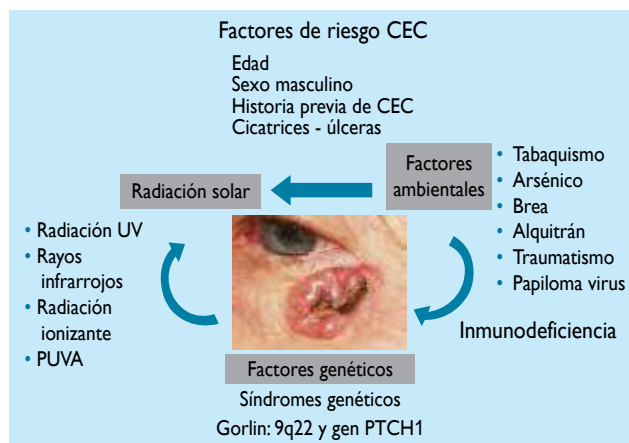 Factores de riesgo CEC
Edad
Sexo masculino
Historia previa de CEC
Cicatrices - úlceras
Factores
ambientales
• Tabaquismo
• Arsénico
• Brea
• Alquitrán
• Traumatismo
• Papiloma virus
Inmunodeficiencia
Radiación solar
• Radiación UV
• Rayos
infrarrojos
• Radiación
ionizante
• PUVA
Factores genéticos
Síndromes genéticos
Gorlin: 9q22 y gen PTCH1